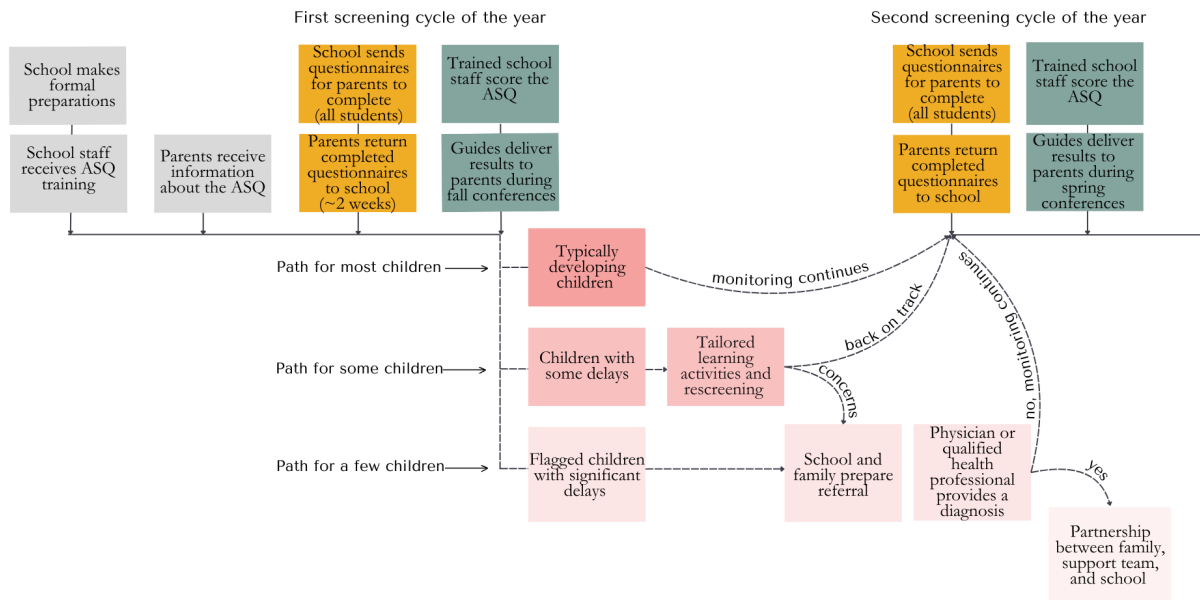 First screening cycle of the year
Second screening cycle of the year
School makes
formal
preparations
School sends
questionnaires
for parents to
complete
(all students)
Trained school
staff score the
ASQ
School sends
questionnaires
for parents to
complete
(all students)
Trained school
staff score the
ASQ
School staff
receives ASQ
training
Parents receive
information
about the ASQ
Parents return
completed
questionnaires
to school
(~2 weeks)
Guides deliver
results to
parents during
fall conferences
Parents return
completed
questionnaires
to school
Guides deliver
results to
parents during
spring
conferences
Path for most children
Typically
developing
children
monitoring continues
Path for some children
Children with
some delays
Tailored
learning
activities and
rescreening
back on track
concerns
no, monitoring continues
Path for a few children
Flagged children
with significant
delays
School and
family prepare
referral
Physician or
qualified
health
professional
provides a
diagnosis
yes
Partnership
between family,
support team,
and school